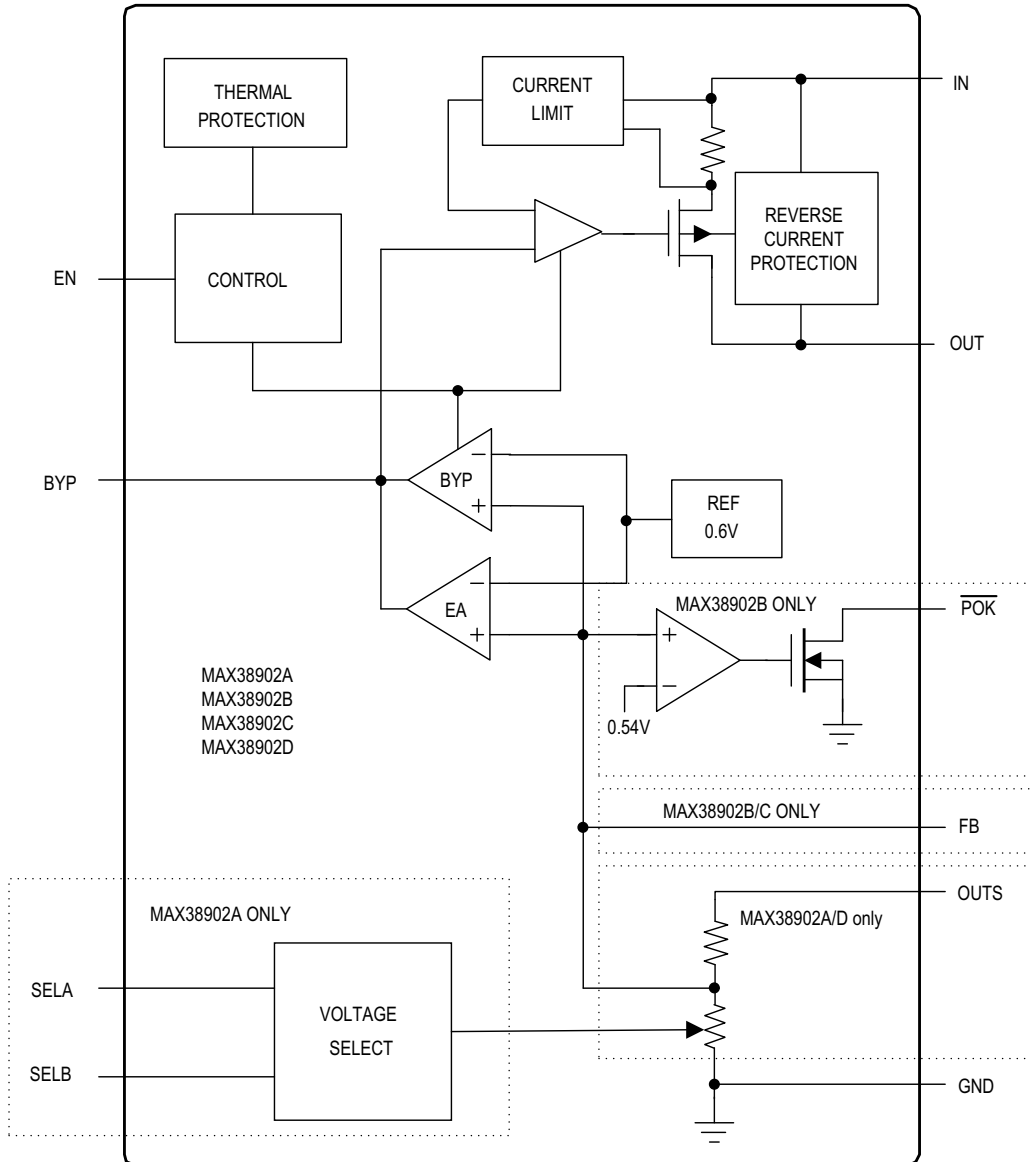 THERMAL
PROTECTION
CURRENT
LIMIT
IN
REVERSE
CURRENT
PROTECTION
EN
CONTROL
OUT
BYP
BYP
−
+
REF
0.6V
EA
−
+
MAX38902B ONLY
POK
+
−
0.54V
MAX38902A
MAX38902B
MAX38902C
MAX38902D
MAX38902B/C ONLY
FB
OUTS
MAX38902A/D only
MAX38902A ONLY
SELA
VOLTAGE
SELECT
SELB
GND